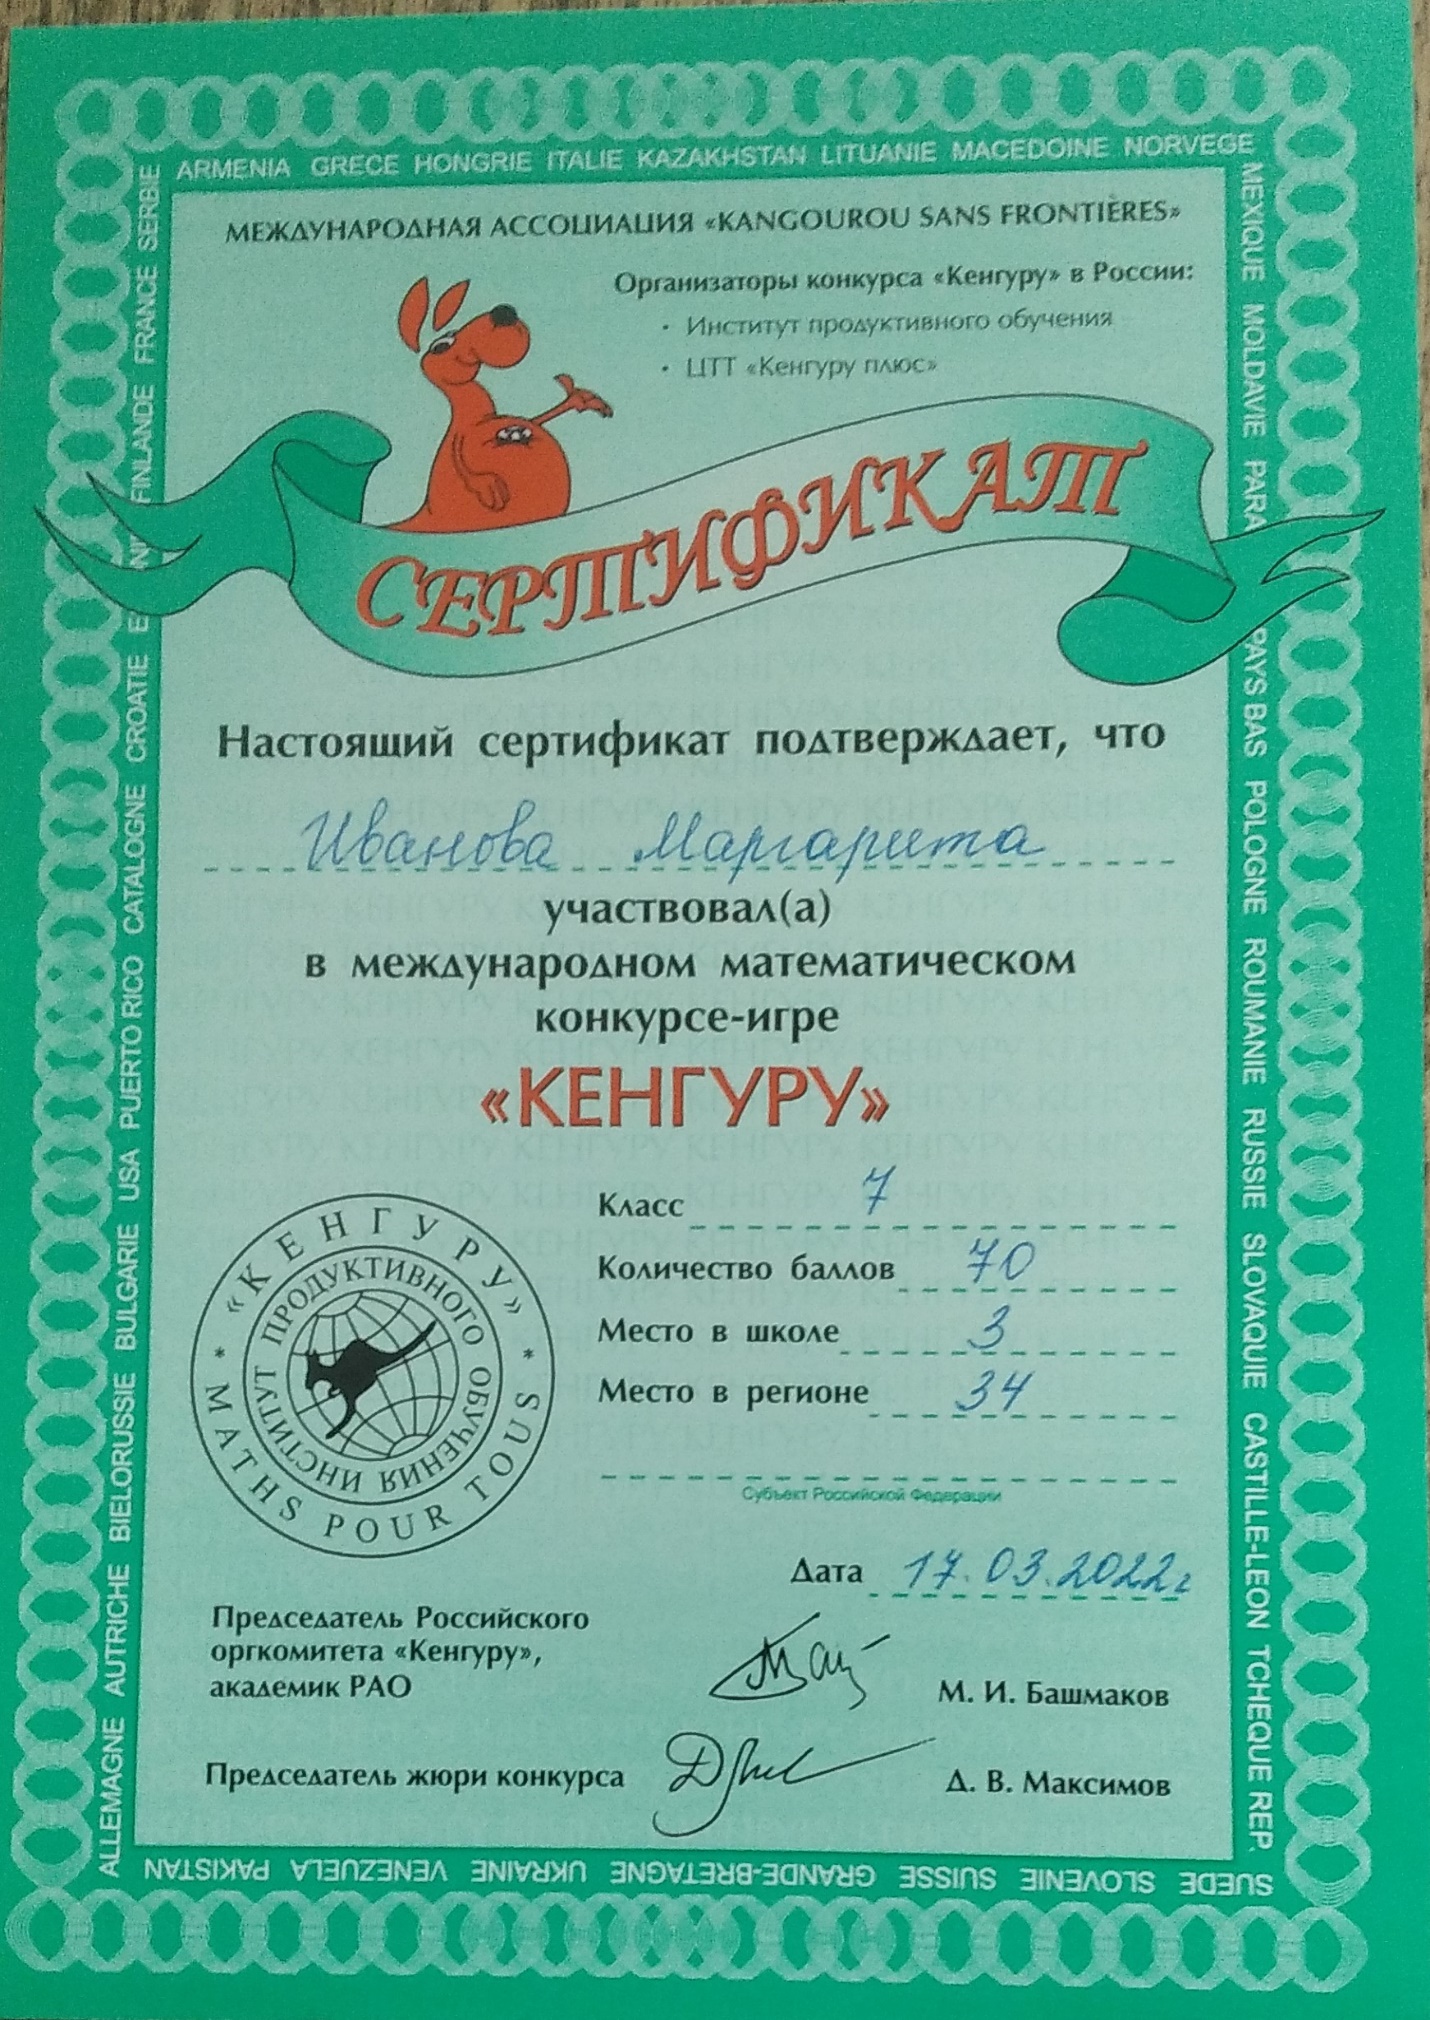 ARMENIA GRECE HONGRIE ITALIE KAZAKHSTAN LITUANIE MACEDOINE NORVEGE
МЕЖДУНАРОДНАЯ АССОЦИАЦИЯ «KANGOUROU SANS FRONTIÈRES»
Организаторы конкурса «Кенгуру» в России:
• Институт продуктивного обучения
• ЦТТ «Кенгуру плюс»
СЕРТИФИКАТ
Настоящий сертификат подтверждает, что
Иванова Маргарита
участвовал(а)
в международном математическом
конкурсе-игре
«КЕНГУРУ»
Класс 7
Количество баллов 70
Место в школе 3
Место в регионе 34
Субъект Российской Федерации
«КЕНГУРУ»
* MATHS POUR TOUS *
ИНСТИТУТ ПРОДУКТИВНОГО ОБУЧЕНИЯ
Дата 17.03.2022г
Председатель Российского
оргкомитета «Кенгуру»,
академик РАО
М. И. Башмаков
Председатель жюри конкурса
Д. В. Максимов
MEXIQUE MOLDAVIE PARA PAYS BAS POLOGNE ROUMANIE RUSSIE SLOVAQUIE CASTILLE-LEON TCHEQUE REP.
SUEDE SLOVENIE SUISSE GRANDE-BRETAGNE UKRAINE VENEZUELA PAKISTAN
ALLEMAGNE AUTRICHE BIELORUSSIE BULGARIE USA PUERTO RICO CATALOGNE CROATIE FINLANDE FRANCE SERBIE